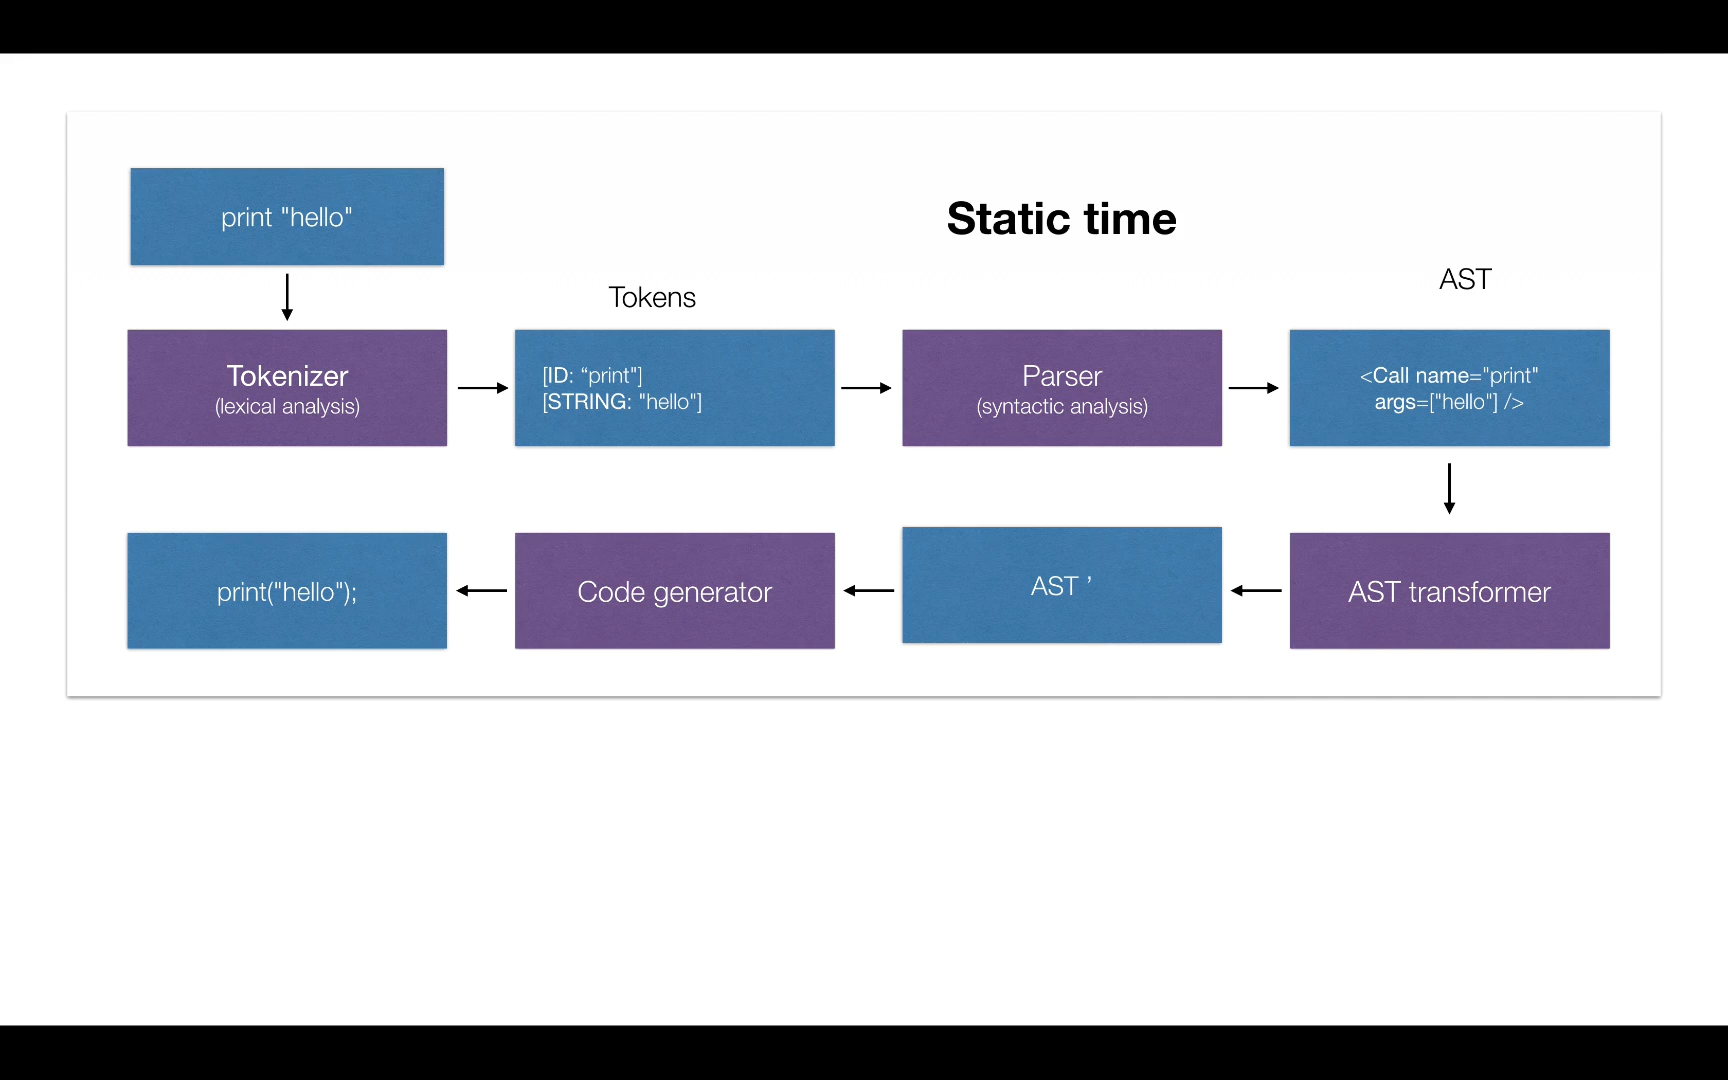 print "hello"
Static time
Tokens
AST
Tokenizer
(lexical analysis)
[ID: “print"]
[STRING: "hello"]
Parser
(syntactic analysis)
<Call name="print"
args=["hello"] />
print("hello");
Code generator
AST ’
AST transformer